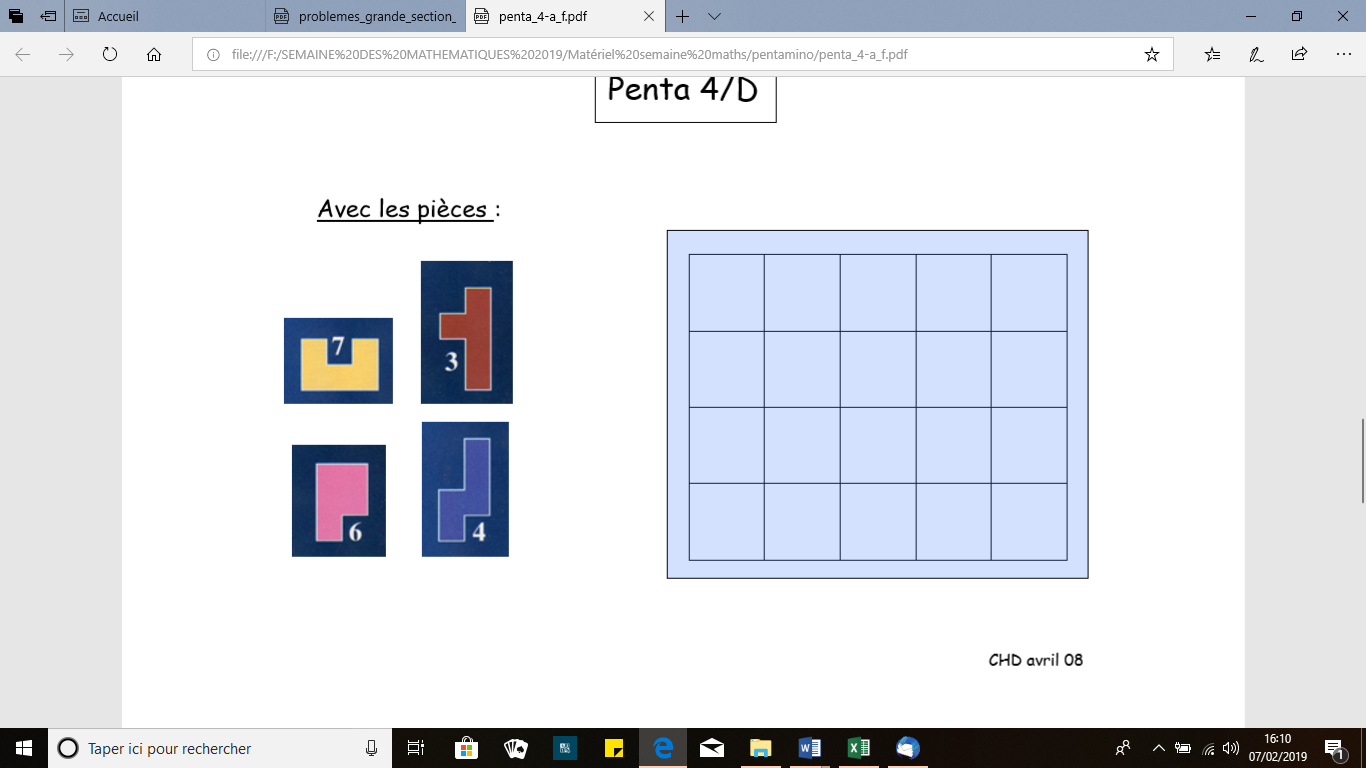 Accueil
problemes_grande_section_
penta_4-a_f.pdf
file:///F:/SEMAINE%20DES%20MATHEMATIQUES%202019/Matériel%20semaine%20maths/pentamino/penta_4-a_f.pdf
Penta 4/D
Avec les pièces :
7
3
6
4
CHD avril 08
Taper ici pour rechercher
16:10
07/02/2019
1